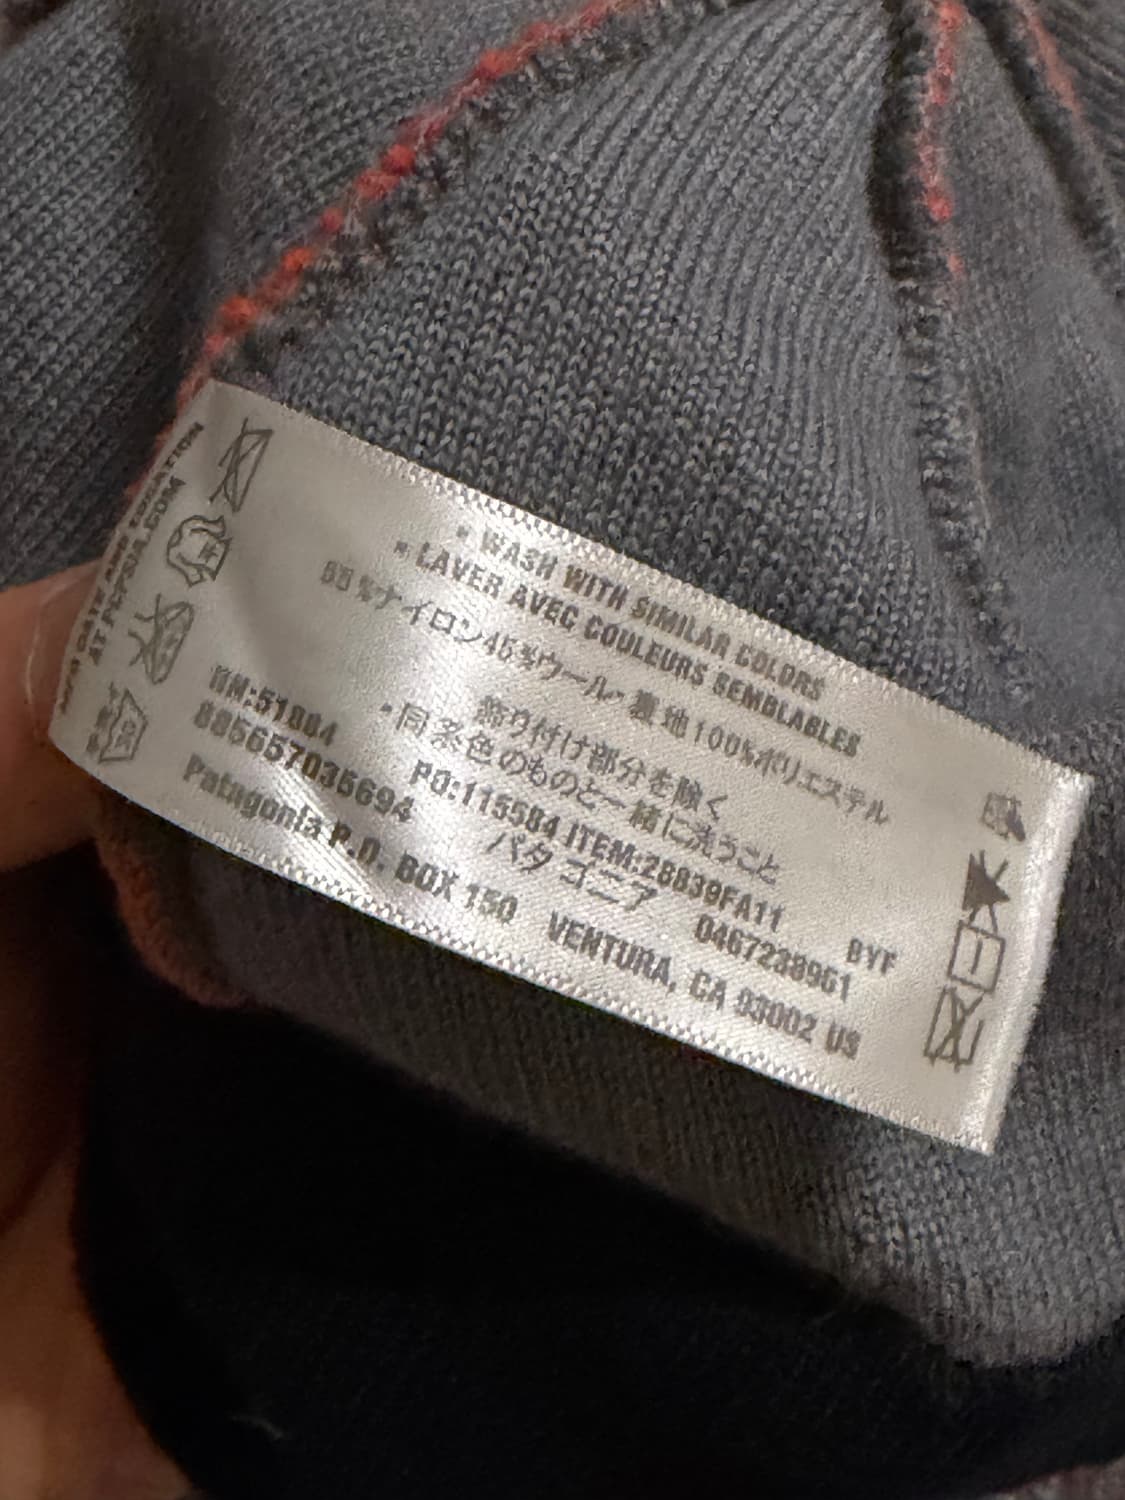 • WASH WITH SIMILAR COLORS
• LAVER AVEC COULEURS SEMBLABLES
55%ナイロン45%ウール・裏地100%ポリエステル
飾り付け部分を除く
・同系色のものと一緒に洗うこと
RN:51884 PO:115504 ITEM:28839FA11 BYF
885657035694 パタゴニア 0467239951
Patagonia P.O. BOX 150 VENTURA, CA 93002 US